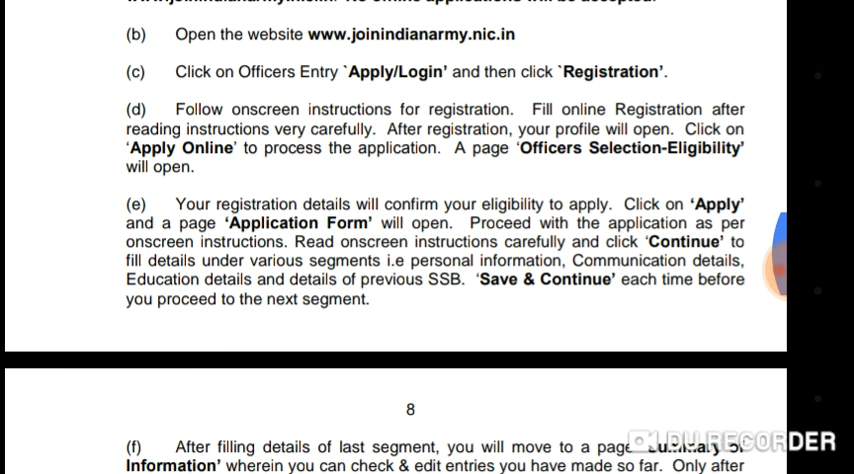 (b) Open the website www.joinindianarmy.nic.in
(c) Click on Officers Entry `Apply/Login' and then click `Registration'.
(d) Follow onscreen instructions for registration. Fill online Registration after
reading instructions very carefully. After registration, your profile will open. Click on
'Apply Online' to process the application. A page 'Officers Selection-Eligibility'
will open.
(e) Your registration details will confirm your eligibility to apply. Click on 'Apply'
and a page 'Application Form' will open. Proceed with the application as per
onscreen instructions. Read onscreen instructions carefully and click 'Continue' to
fill details under various segments i.e personal information, Communication details,
Education details and details of previous SSB. 'Save & Continue' each time before
you proceed to the next segment.
8
(f) After filling details of last segment, you will move to a page
DU RECORDER
Information' wherein you can check & edit entries you have made so far. Only after